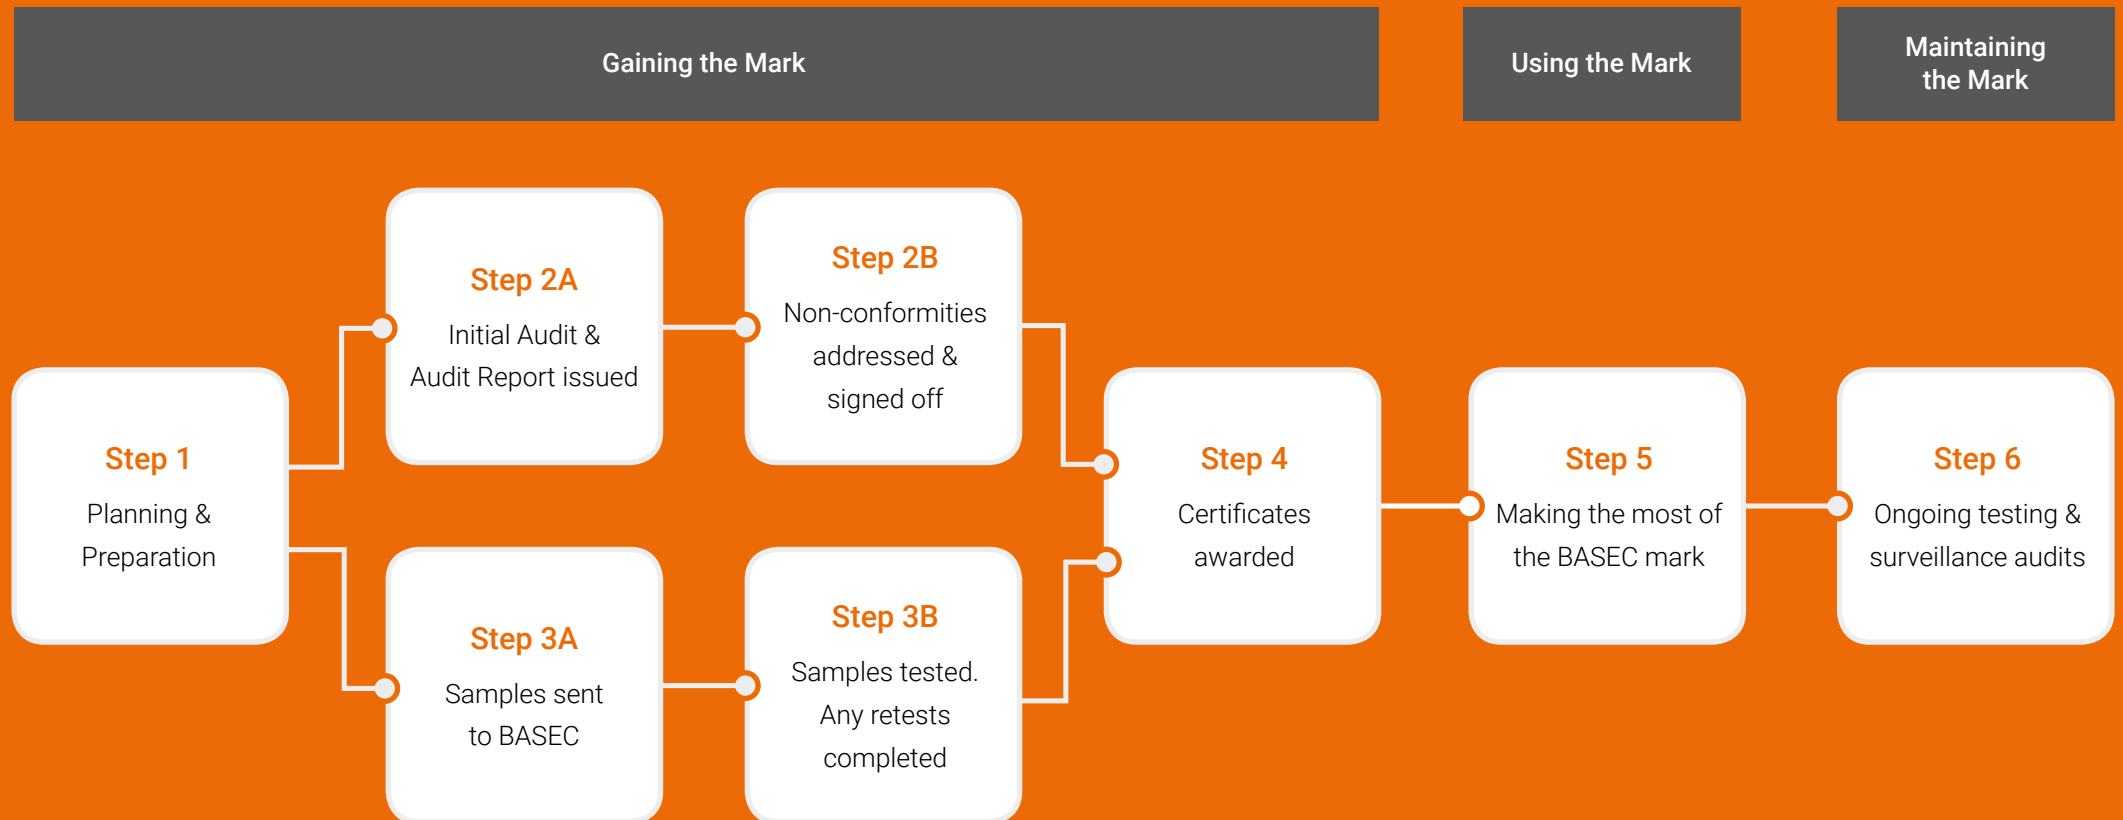 Gaining the Mark
Using the Mark
Maintaining
the Mark
Step 1
Planning &
Preparation
Step 2A
Initial Audit &
Audit Report issued
Step 2B
Non-conformities
addressed &
signed off
Step 3A
Samples sent
to BASEC
Step 3B
Samples tested.
Any retests
completed
Step 4
Certificates
awarded
Step 5
Making the most of
the BASEC mark
Step 6
Ongoing testing &
surveillance audits